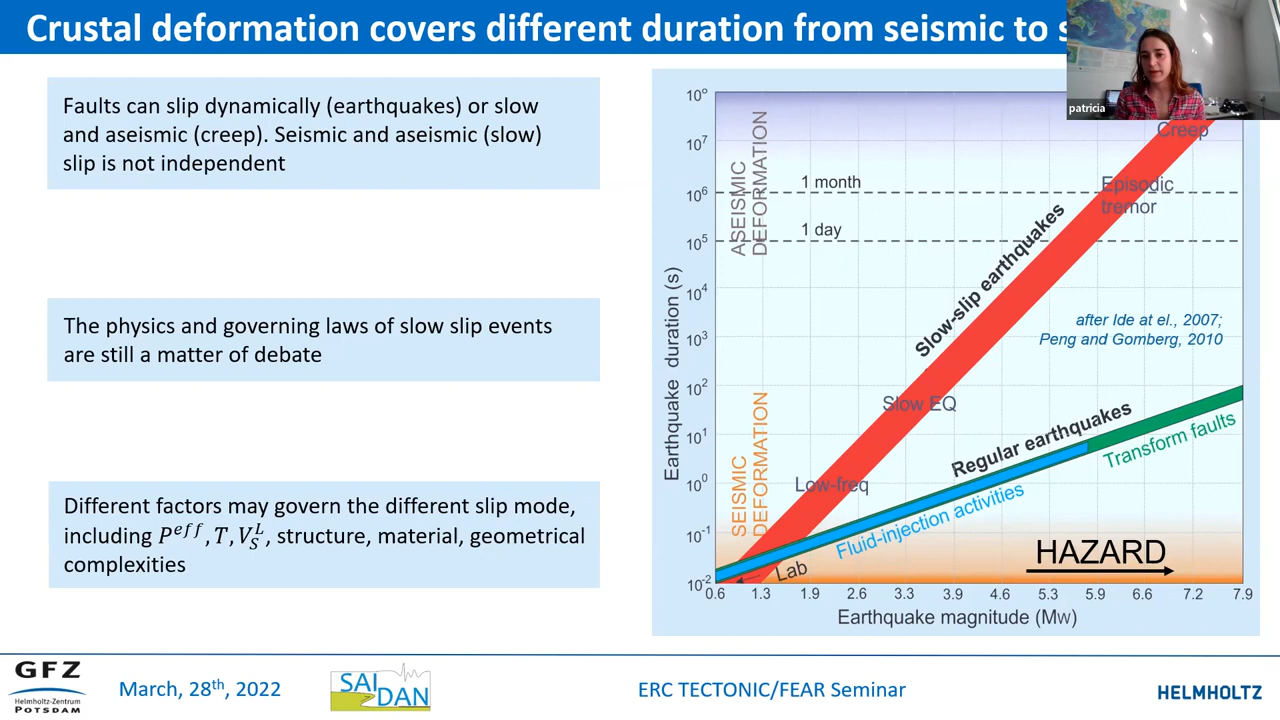 Crustal deformation covers different duration from seismic to
patricia
Faults can slip dynamically (earthquakes) or slow
and aseismic (creep). Seismic and aseismic (slow)
slip is not independent
The physics and governing laws of slow slip events
are still a matter of debate
Different factors may govern the different slip mode,
including P^eff, T, V_S^L, structure, material, geometrical
complexities
Earthquake duration (s)
10⁷
10⁶
10⁵
10⁴
10³
10²
10¹
10⁰
10⁻¹
10⁻²
ASEISMIC
DEFORMATION
SEISMIC
DEFORMATION
1 month
1 day
Creep
Episodic
tremor
Slow-slip earthquakes
after Ide at el., 2007;
Peng and Gomberg, 2010
Slow EQ
Regular earthquakes
Transform faults
Low-freq
Fluid-injection activities
HAZARD
Lab
0.6 1.3 1.9 2.6 3.3 3.9 4.6 5.3 5.9 6.6 7.2 7.9
Earthquake magnitude (Mw)
GFZ
Helmholtz-Zentrum
POTSDAM
March, 28th, 2022
SAI
DAN
ERC TECTONIC/FEAR Seminar
HELMHOLTZ